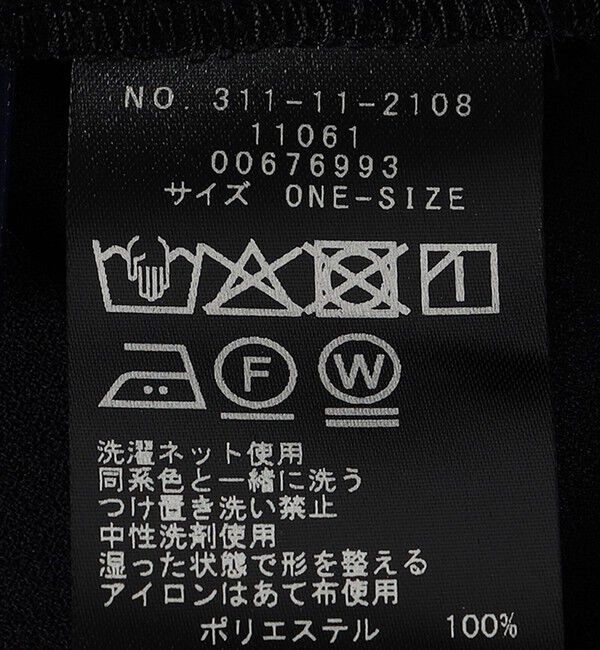 NO. 311-11-2108
11061
00676993
サイズ ONE-SIZE
F W
洗濯ネット使用
同系色と一緒に洗う
つけ置き洗い禁止
中性洗剤使用
湿った状態で形を整える
アイロンはあて布使用
ポリエステル 100%